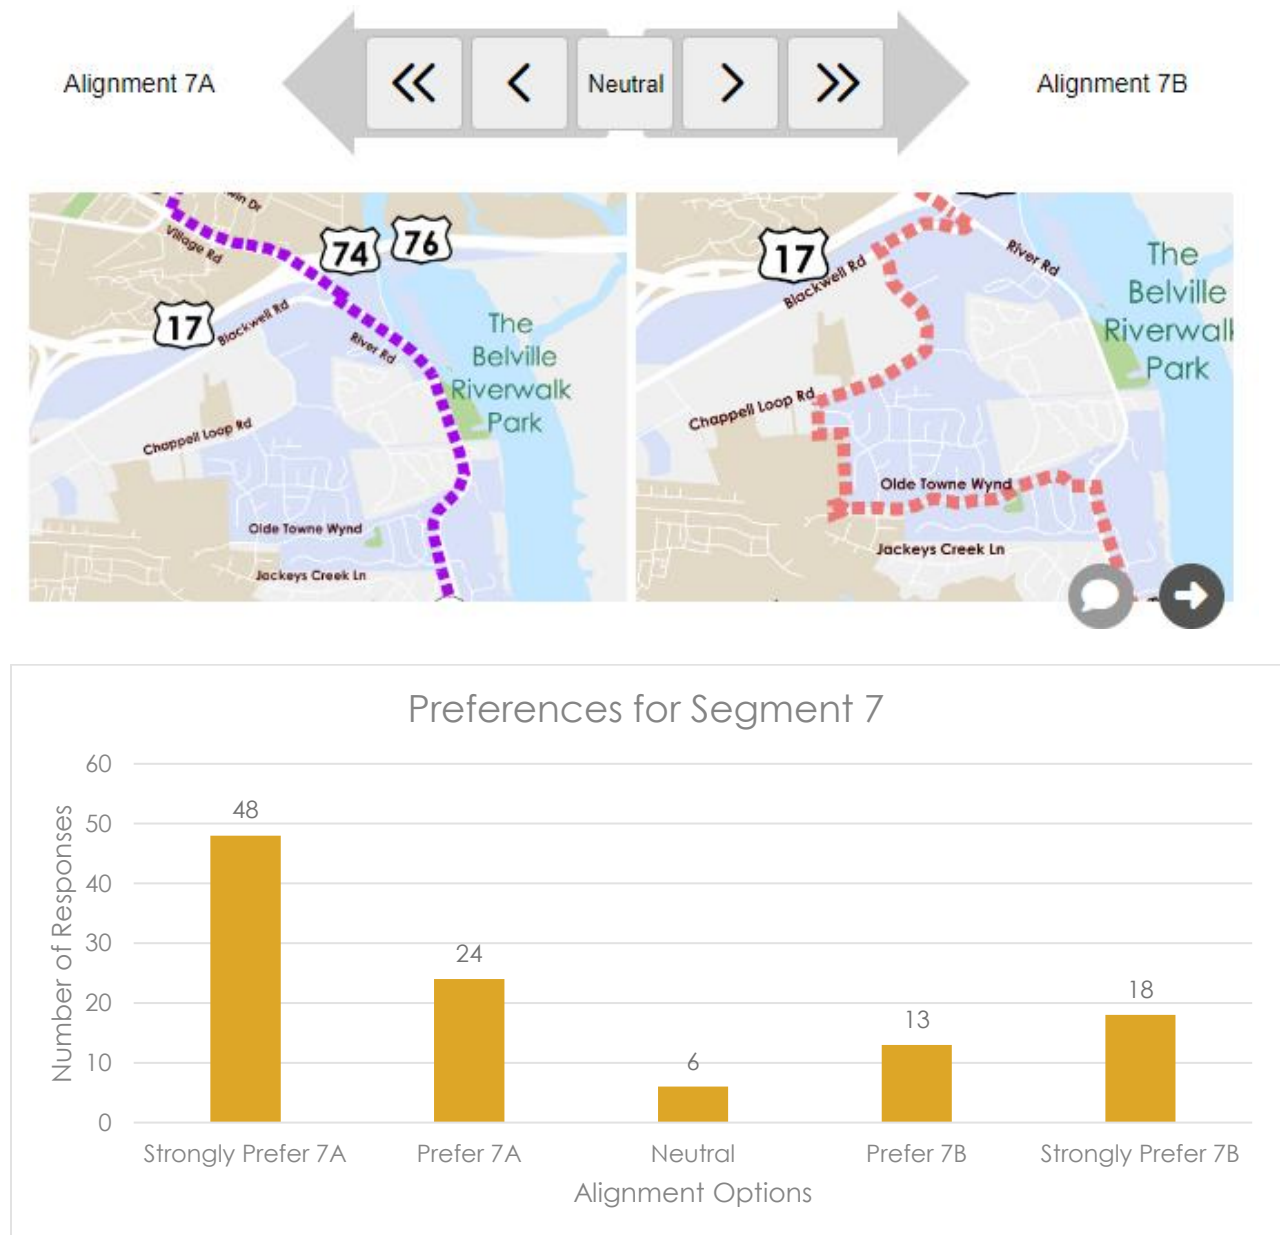 Alignment 7A
Neutral
Alignment 7B
Village Rd
74
76
17
Blackwell Rd
River Rd
The
Belville
Riverwalk
Park
Chappell Loop Rd
Olde Towne Wynd
Jackeys Creek Ln
17
River Rd
Blackwell Rd
The
Belville
Riverwalk
Park
Chappell Loop Rd
Olde Towne Wynd
Jackeys Creek Ln
Preferences for Segment 7
Number of Responses
60
50
40
30
20
10
0
48
24
6
13
18
Strongly Prefer 7A
Prefer 7A
Neutral
Prefer 7B
Strongly Prefer 7B
Alignment Options